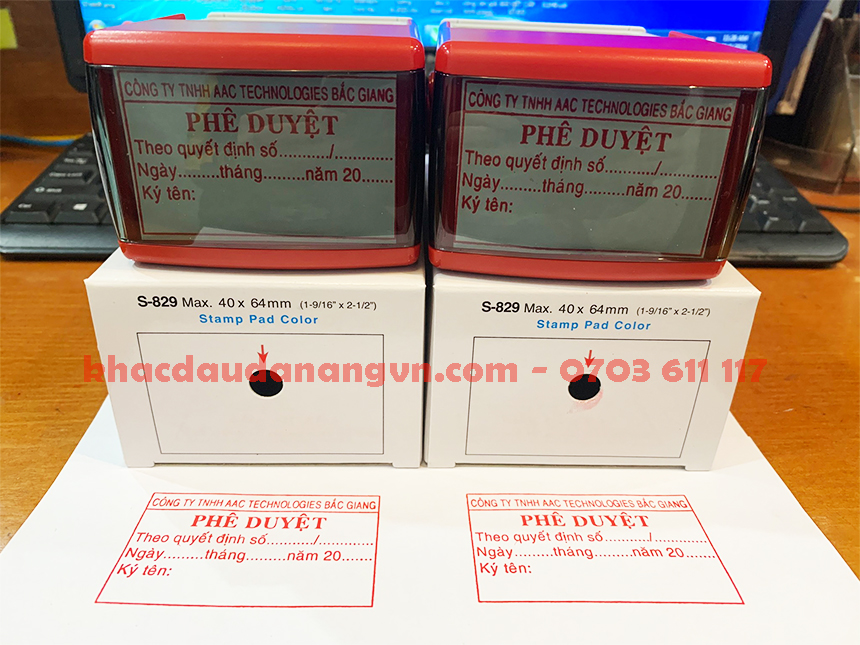 CÔNG TY TNHH AAC TECHNOLOGIES BẮC GIANG
PHÊ DUYỆT
Theo quyết định số............/..............
Ngày........tháng..........năm 20.......
Ký tên:
CÔNG TY TNHH AAC TECHNOLOGIES BẮC GIANG
PHÊ DUYỆT
Theo quyết định số............/..............
Ngày.........tháng.........năm 20.......
Ký tên:
S-829 Max. 40 x 64mm (1-9/16" x 2-1/2")
Stamp Pad Color
S-829 Max. 40 x 64mm (1-9/16" x 2-1/2")
Stamp Pad Color
khacdaudanangvn.com - 0703 611 117
CÔNG TY TNHH AAC TECHNOLOGIES BẮC GIANG
PHÊ DUYỆT
Theo quyết định số.........../.............
Ngày.........tháng.........năm 20.......
Ký tên:
CÔNG TY TNHH AAC TECHNOLOGIES BẮC GIANG
PHÊ DUYỆT
Theo quyết định số.........../.............
Ngày.........tháng.........năm 20.......
Ký tên: